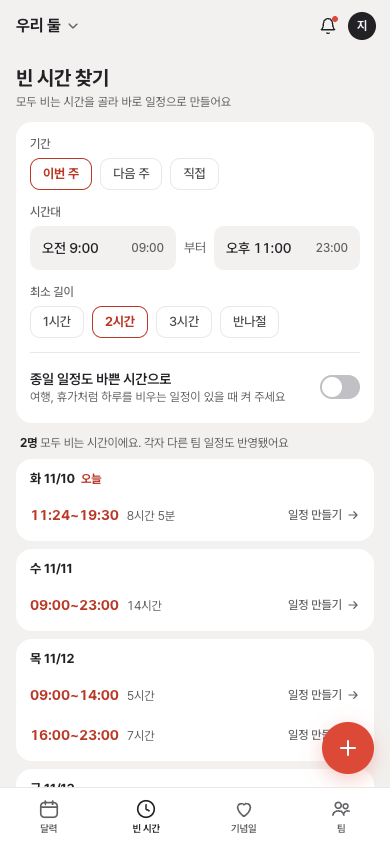 우리 둘
지
빈 시간 찾기
모두 비는 시간을 골라 바로 일정으로 만들어요
기간
이번 주 다음 주 직접
시간대
오전 9:00 09:00 부터 오후 11:00 23:00
최소 길이
1시간 2시간 3시간 반나절
종일 일정도 바쁜 시간으로
여행, 휴가처럼 하루를 비우는 일정이 있을 때 켜 주세요
2명 모두 비는 시간이에요. 각자 다른 팀 일정도 반영됐어요
화 11/10 오늘
11:24~19:30 8시간 5분 일정 만들기 →
수 11/11
09:00~23:00 14시간 일정 만들기 →
목 11/12
09:00~14:00 5시간 일정 만들기 →
16:00~23:00 7시간 일정
달력 빈 시간 기념일 팀